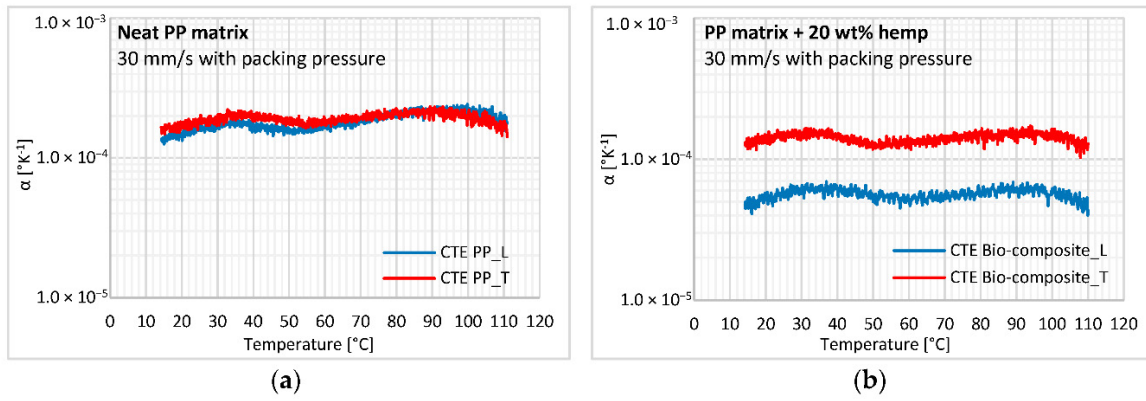 Neat PP matrix
30 mm/s with packing pressure
1.0 × 10⁻³
1.0 × 10⁻⁴
1.0 × 10⁻⁵
α [°K⁻¹]
CTE PP_L
CTE PP_T
0 10 20 30 40 50 60 70 80 90 100 110 120
Temperature [°C]
(a)
PP matrix + 20 wt% hemp
30 mm/s with packing pressure
1.0 × 10⁻³
1.0 × 10⁻⁴
1.0 × 10⁻⁵
α [°K⁻¹]
CTE Bio-composite_L
CTE Bio-composite_T
0 10 20 30 40 50 60 70 80 90 100 110 120
Temperature [°C]
(b)